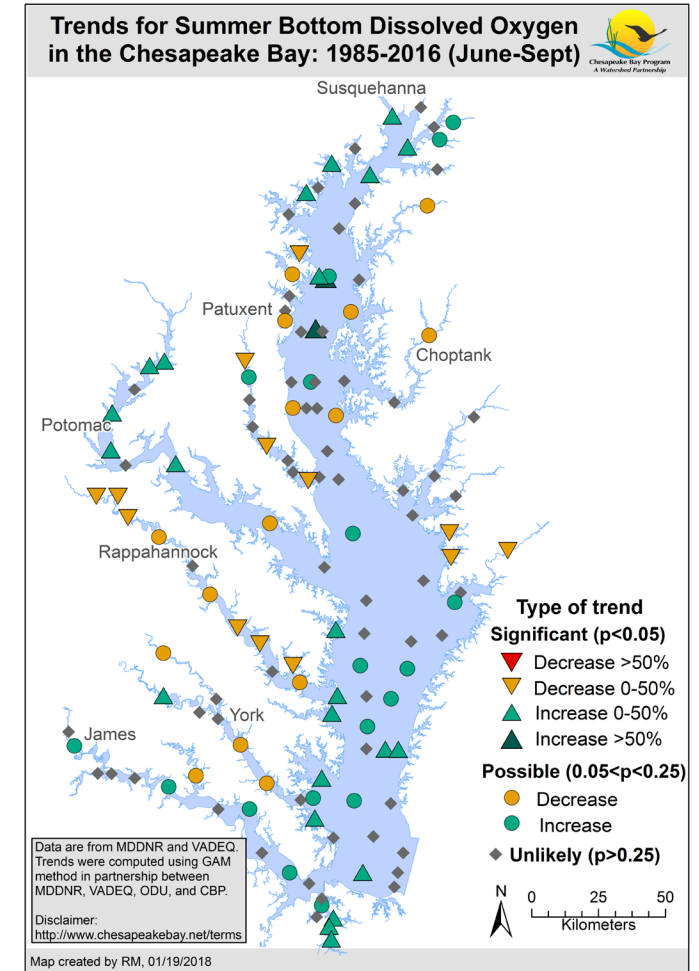 Trends for Summer Bottom Dissolved Oxygen
in the Chesapeake Bay: 1985-2016 (June-Sept)
Chesapeake Bay Program
A Watershed Partnership
Susquehanna
Patuxent
Choptank
Potomac
Rappahannock
York
James
Type of trend
Significant (p<0.05)
Decrease >50%
Decrease 0-50%
Increase 0-50%
Increase >50%
Possible (0.05<p<0.25)
Decrease
Increase
Unlikely (p>0.25)
N
0 25 50
Kilometers
Data are from MDDNR and VADEQ.
Trends were computed using GAM
method in partnership between
MDDNR, VADEQ, ODU, and CBP.
Disclaimer:
http://www.chesapeakebay.net/terms
Map created by RM, 01/19/2018